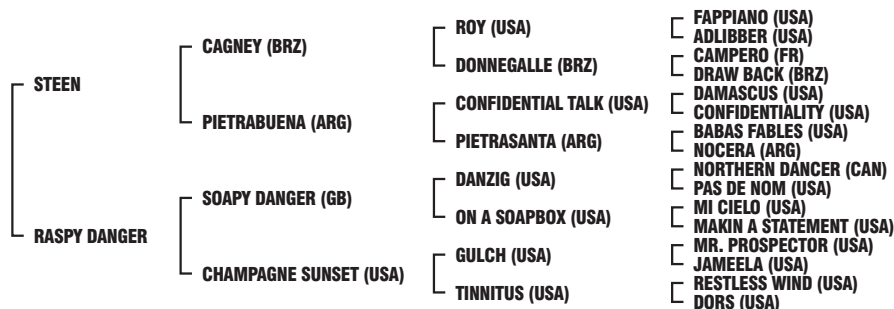 STEEN
RASPY DANGER
CAGNEY (BRZ)
PIETRABUENA (ARG)
SOAPY DANGER (GB)
CHAMPAGNE SUNSET (USA)
ROY (USA)
DONNEGALLE (BRZ)
CONFIDENTIAL TALK (USA)
PIETRASANTA (ARG)
DANZIG (USA)
ON A SOAPBOX (USA)
GULCH (USA)
TINNITUS (USA)
FAPPIANO (USA)
ADLIBBER (USA)
CAMPERO (FR)
DRAW BACK (BRZ)
DAMASCUS (USA)
CONFIDENTIALITY (USA)
BABAS FABLES (USA)
NOCERA (ARG)
NORTHERN DANCER (CAN)
PAS DE NOM (USA)
MI CIELO (USA)
MAKIN A STATEMENT (USA)
MR. PROSPECTOR (USA)
JAMEELA (USA)
RESTLESS WIND (USA)
DORS (USA)